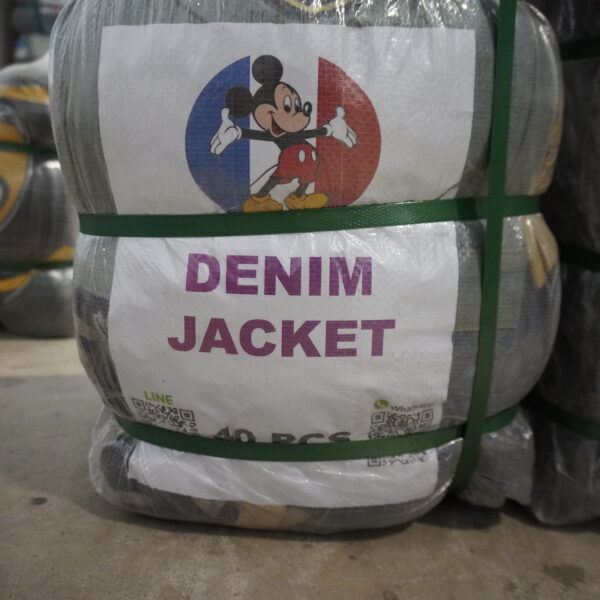 DENIM
JACKET
LINE
WhatsApp
40 PCS